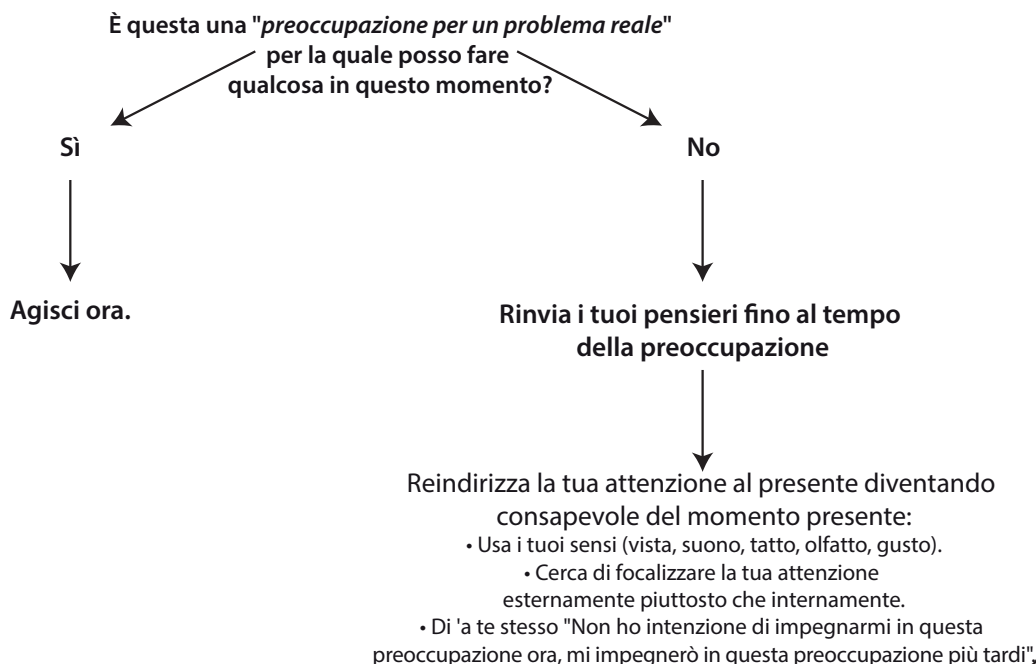 È questa una "preoccupazione per un problema reale"
per la quale posso fare
qualcosa in questo momento?
Sì
No
Agisci ora.
Rinvia i tuoi pensieri fino al tempo
della preoccupazione
Reindirizza la tua attenzione al presente diventando
consapevole del momento presente:
• Usa i tuoi sensi (vista, suono, tatto, olfatto, gusto).
• Cerca di focalizzare la tua attenzione
esternamente piuttosto che internamente.
• Di 'a te stesso "Non ho intenzione di impegnarmi in questa
preoccupazione ora, mi impegnerò in questa preoccupazione più tardi".